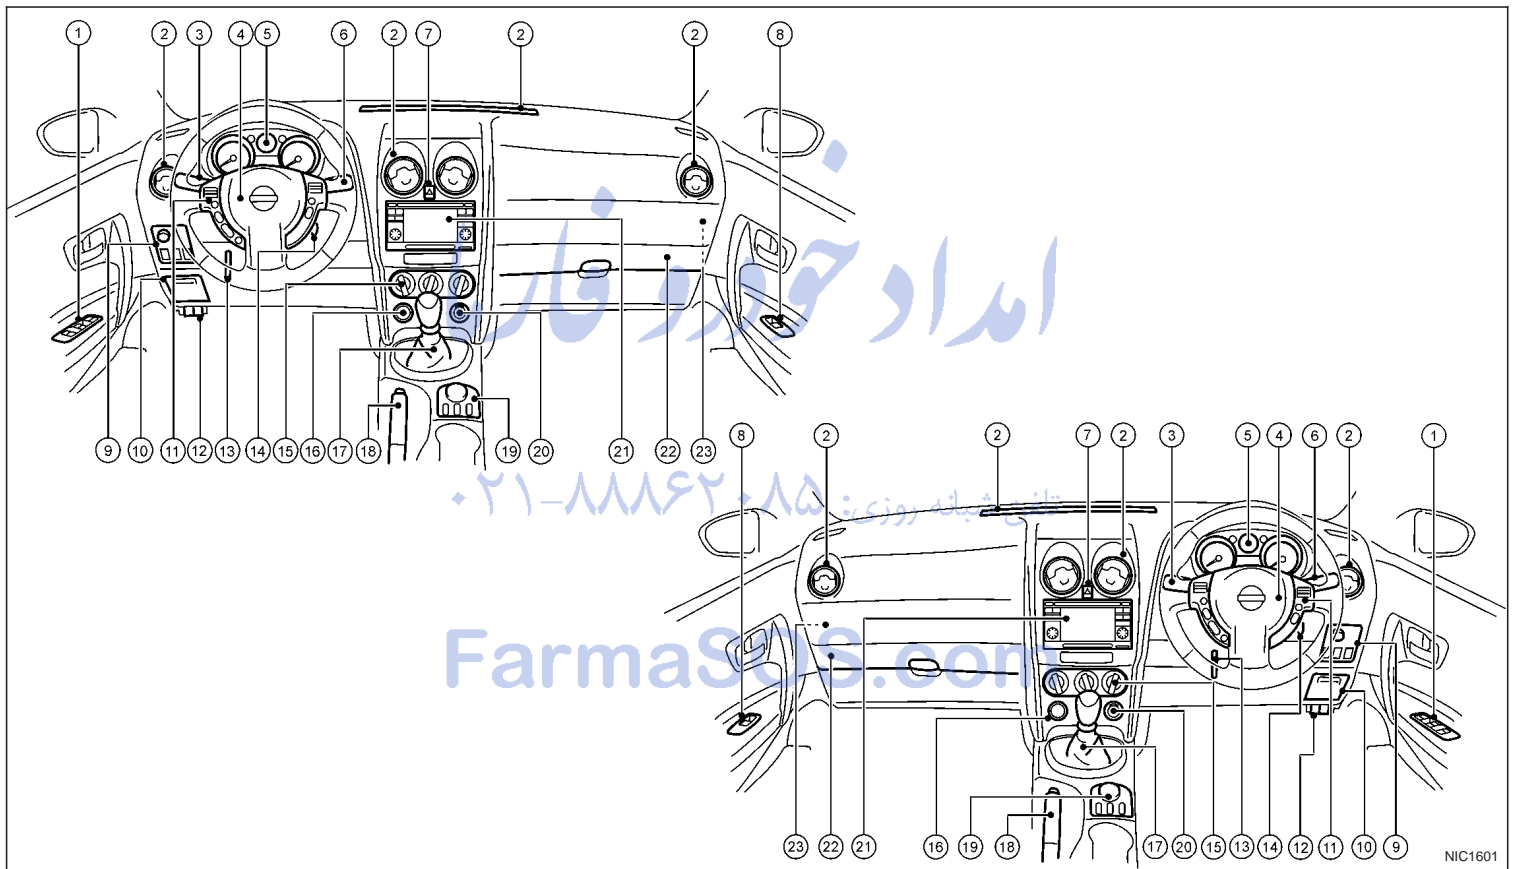 1 2 3 4 5 6 2 7 2 2 8
امداد خودرو فارما
9 10 11 12 13 14 15 16 17 18 19 20 21 22 23
8 2 2 7 2 3 5 4 6 2 1
تلفن شبانه روزی: ۰۲۱-۸۸۸۶۲۰۸۵
FarmaSOS.com
23 22 21 16 19 18 17 20 15 13 14 12 11 10 9
NIC1601